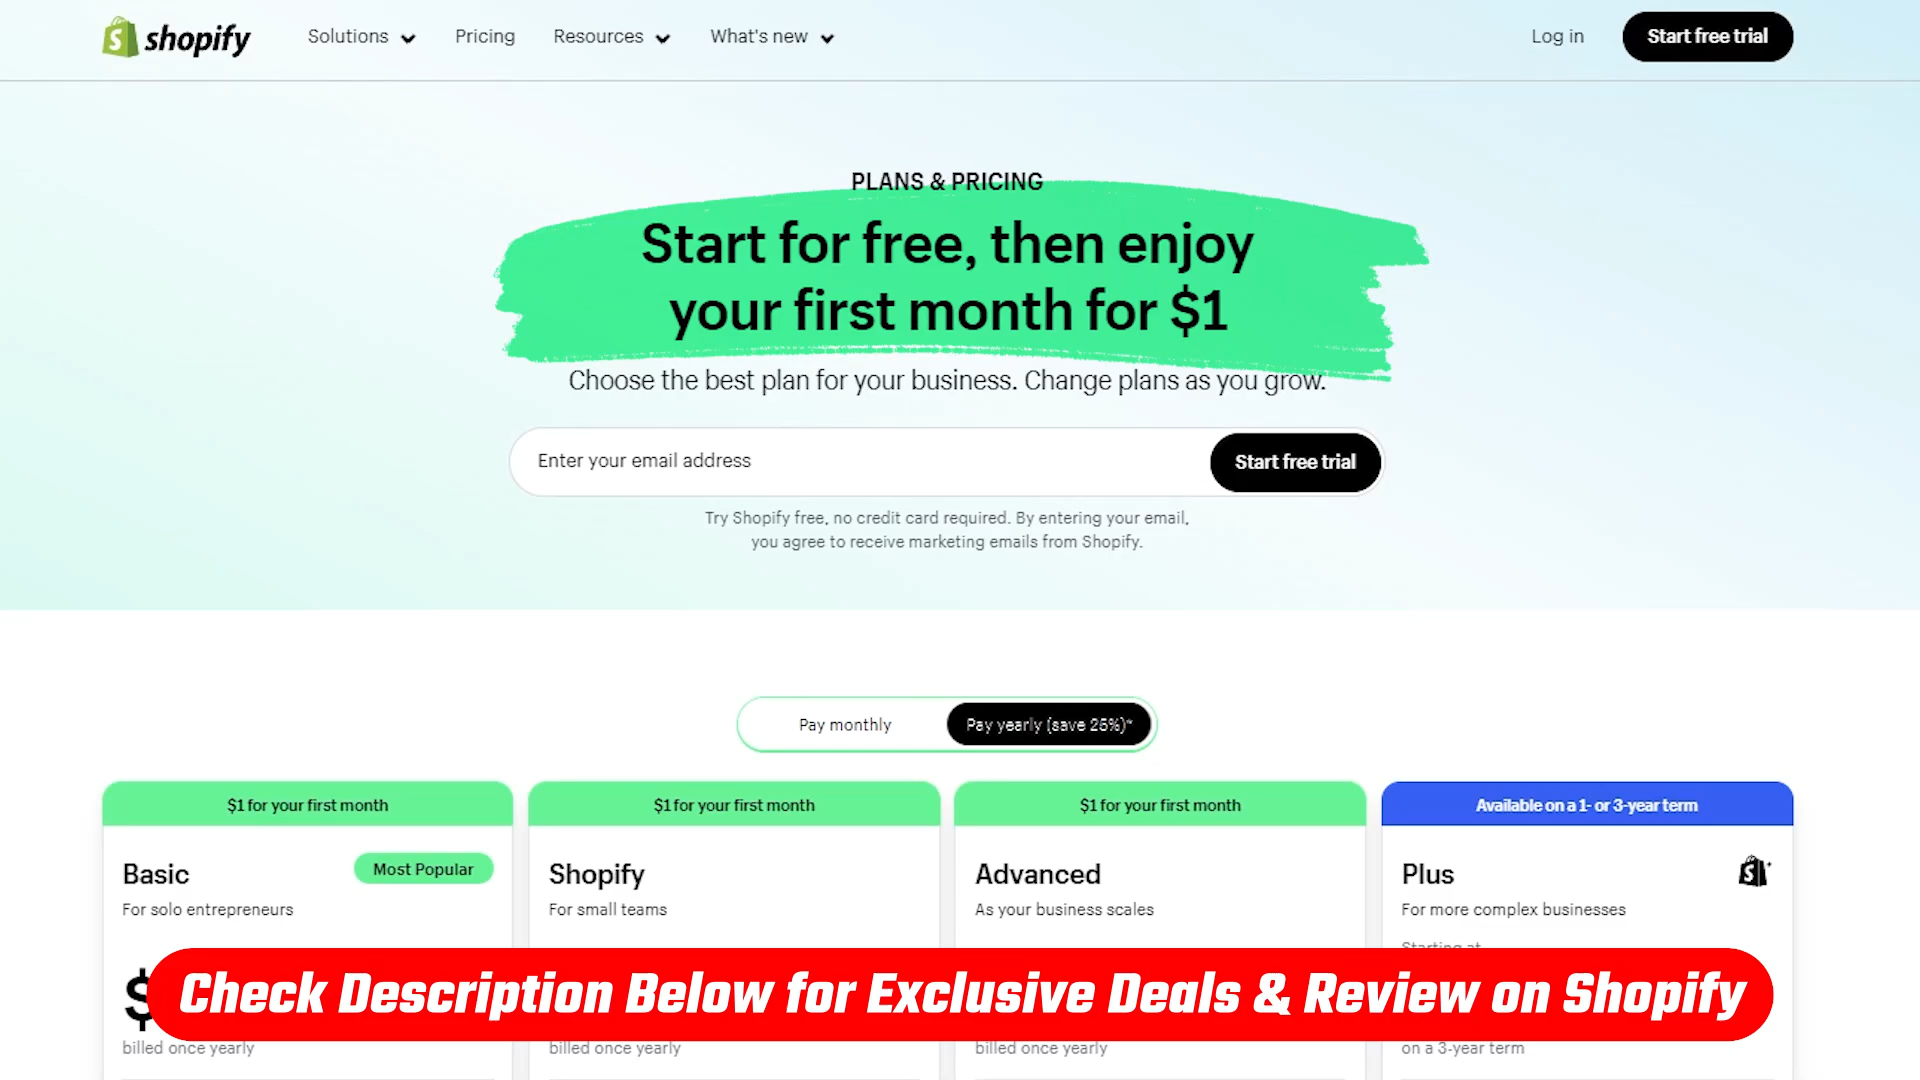 shopify
Solutions
Pricing
Resources
What's new
Log in
Start free trial
PLANS & PRICING
Start for free, then enjoy
your first month for $1
Choose the best plan for your business. Change plans as you grow.
Enter your email address
Start free trial
Try Shopify free, no credit card required. By entering your email,
you agree to receive marketing emails from Shopify.
Pay monthly
Pay yearly (save 25%)*
$1 for your first month
$1 for your first month
$1 for your first month
Available on a 1- or 3-year term
Basic
Most Popular
For solo entrepreneurs
Shopify
For small teams
Advanced
As your business scales
Plus
For more complex businesses
Starting at
$
Check Description Below for Exclusive Deals & Review on Shopify
billed once yearly
billed once yearly
billed once yearly
on a 3-year term